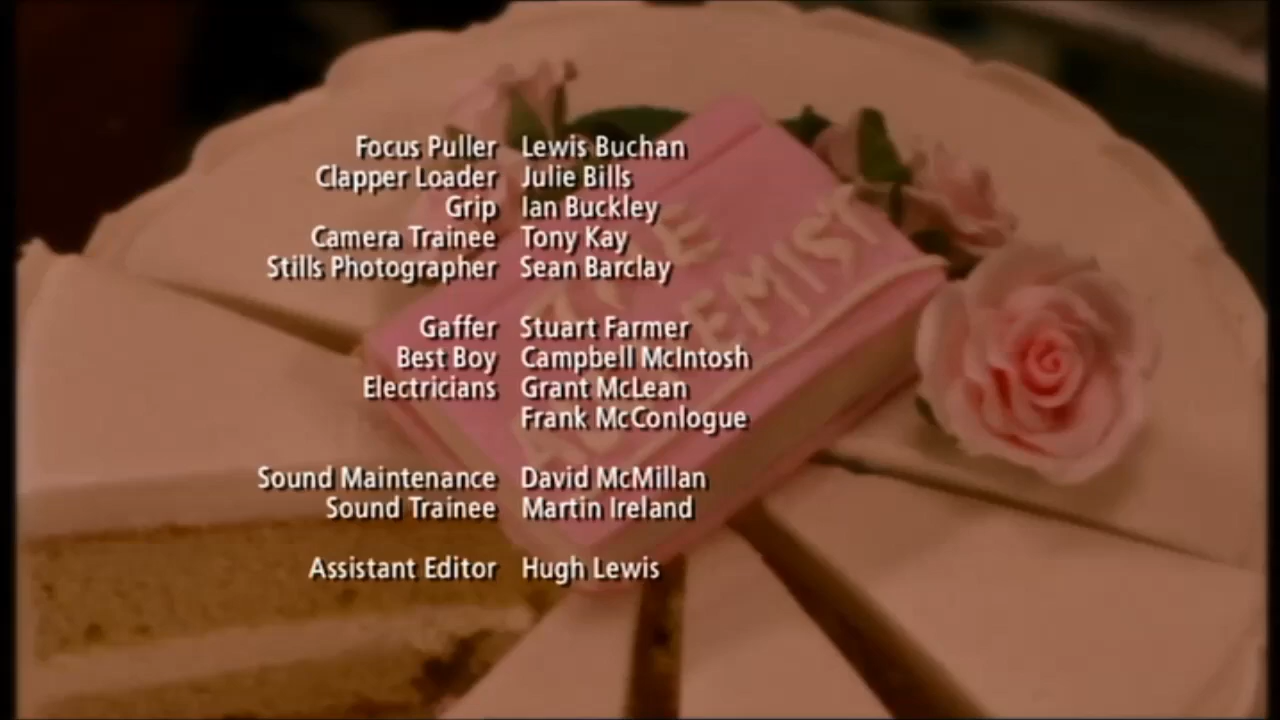 Focus Puller Lewis Buchan
Clapper Loader Julie Bills
Grip Ian Buckley
Camera Trainee Tony Kay
Stills Photographer Sean Barclay
Gaffer Stuart Farmer
Best Boy Campbell McIntosh
Electricians Grant McLean
Frank McConlogue
Sound Maintenance David McMillan
Sound Trainee Martin Ireland
Assistant Editor Hugh Lewis